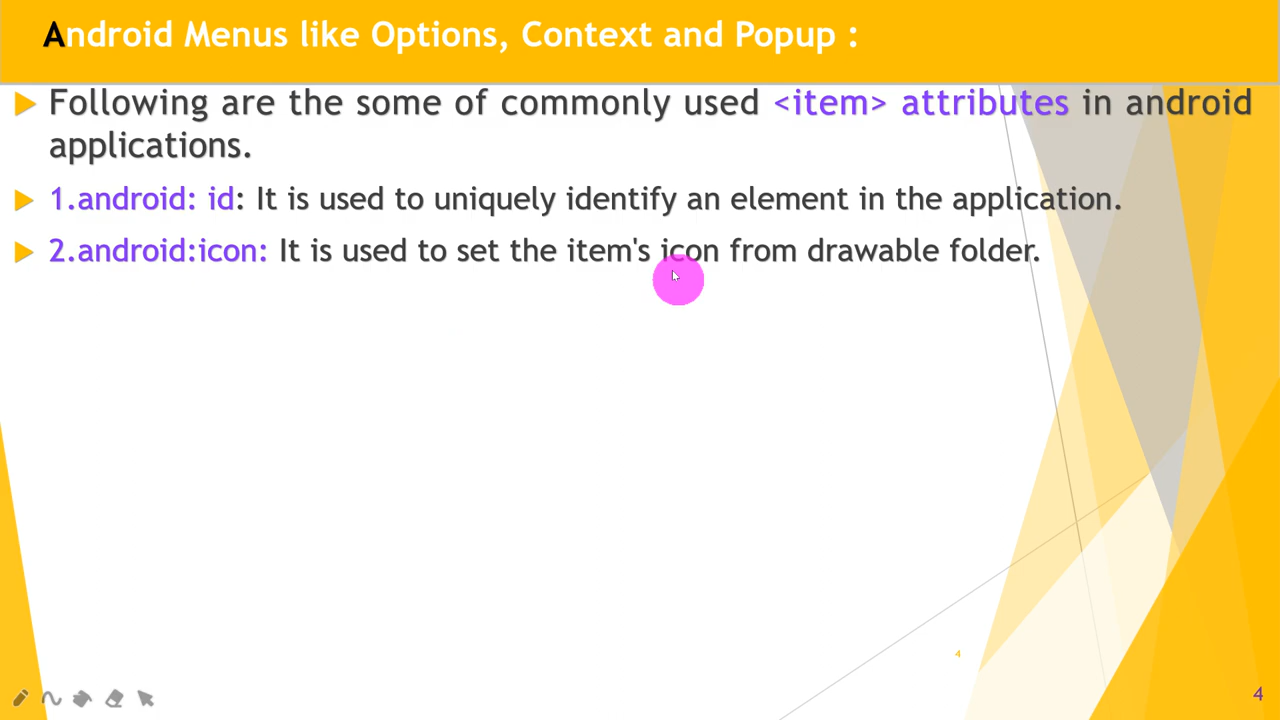 Android Menus like Options, Context and Popup :
Following are the some of commonly used <item> attributes in android
applications.
1.android: id: It is used to uniquely identify an element in the application.
2.android:icon: It is used to set the item's icon from drawable folder.
4
4